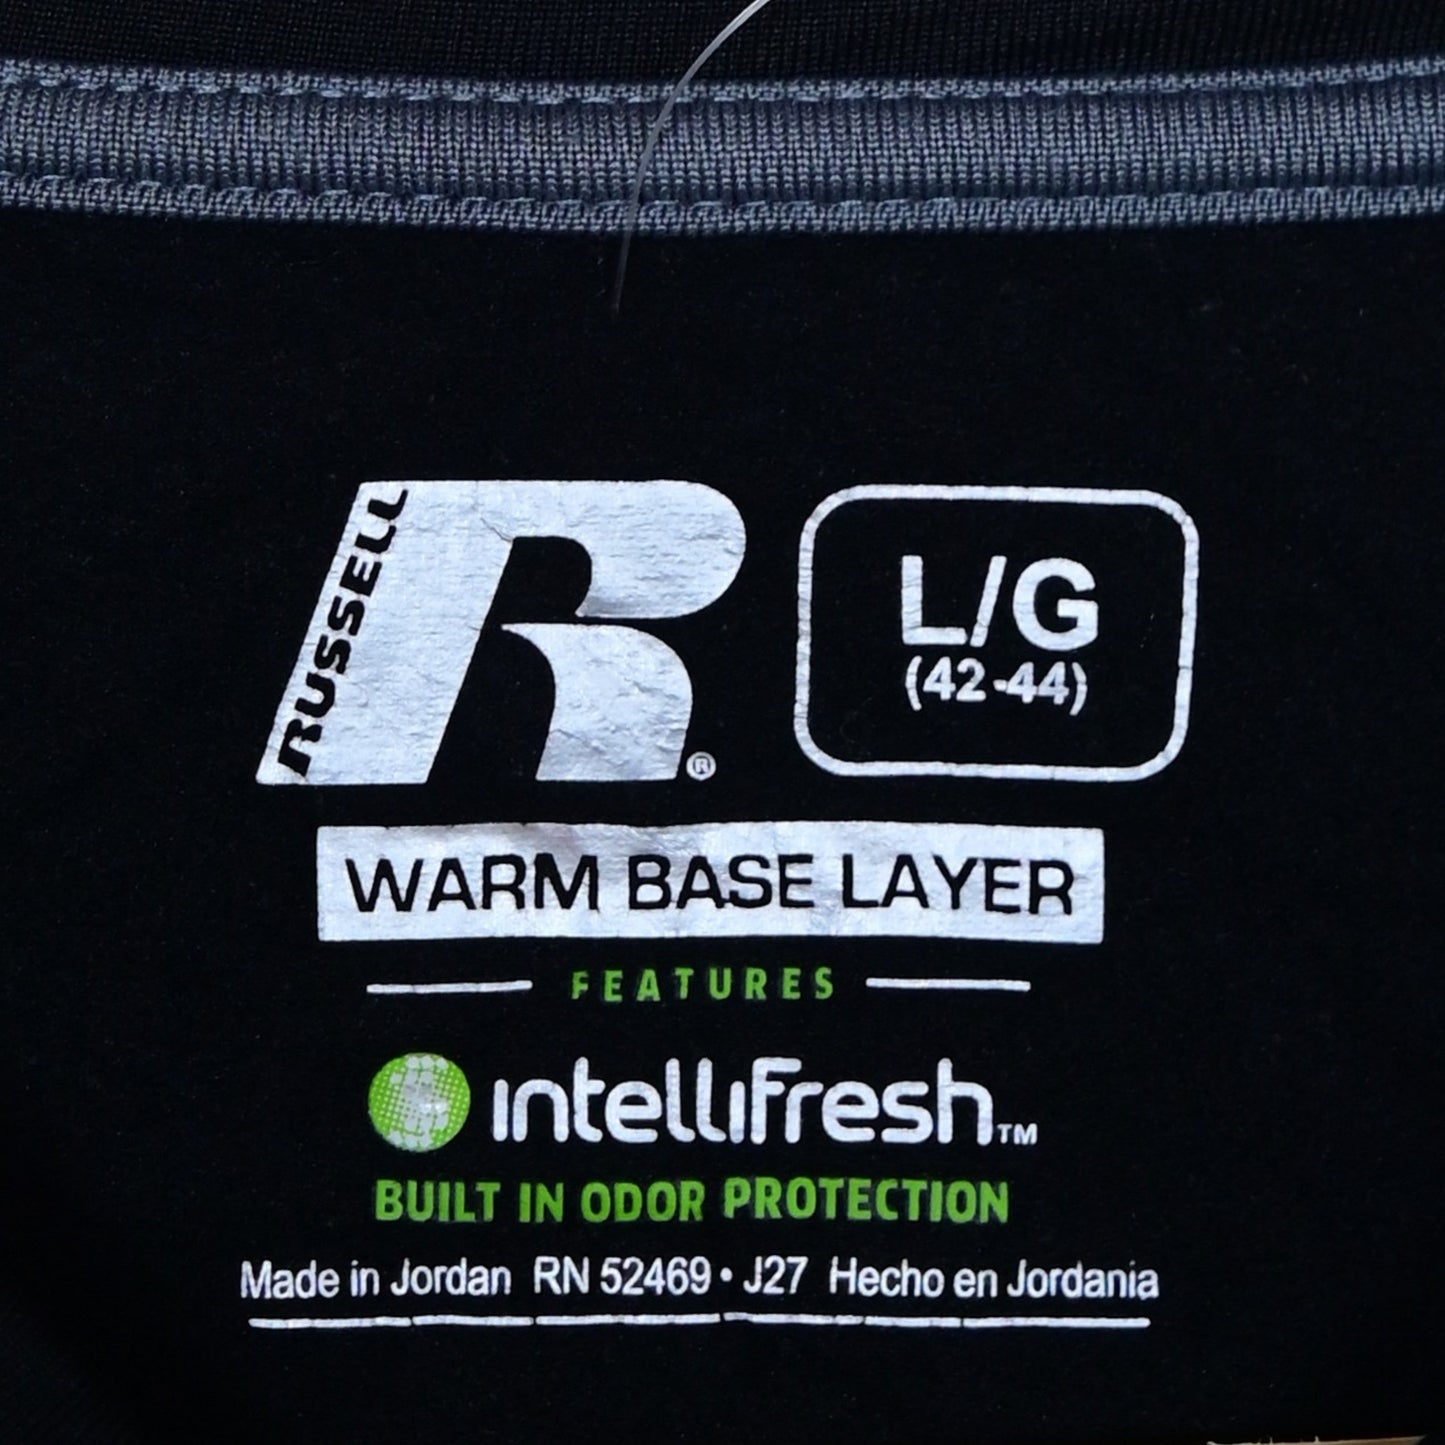 RUSSELL
R®
L/G
(42-44)
WARM BASE LAYER
FEATURES
intellifresh™
BUILT IN ODOR PROTECTION
Made in Jordan RN 52469 • J27 Hecho en Jordania